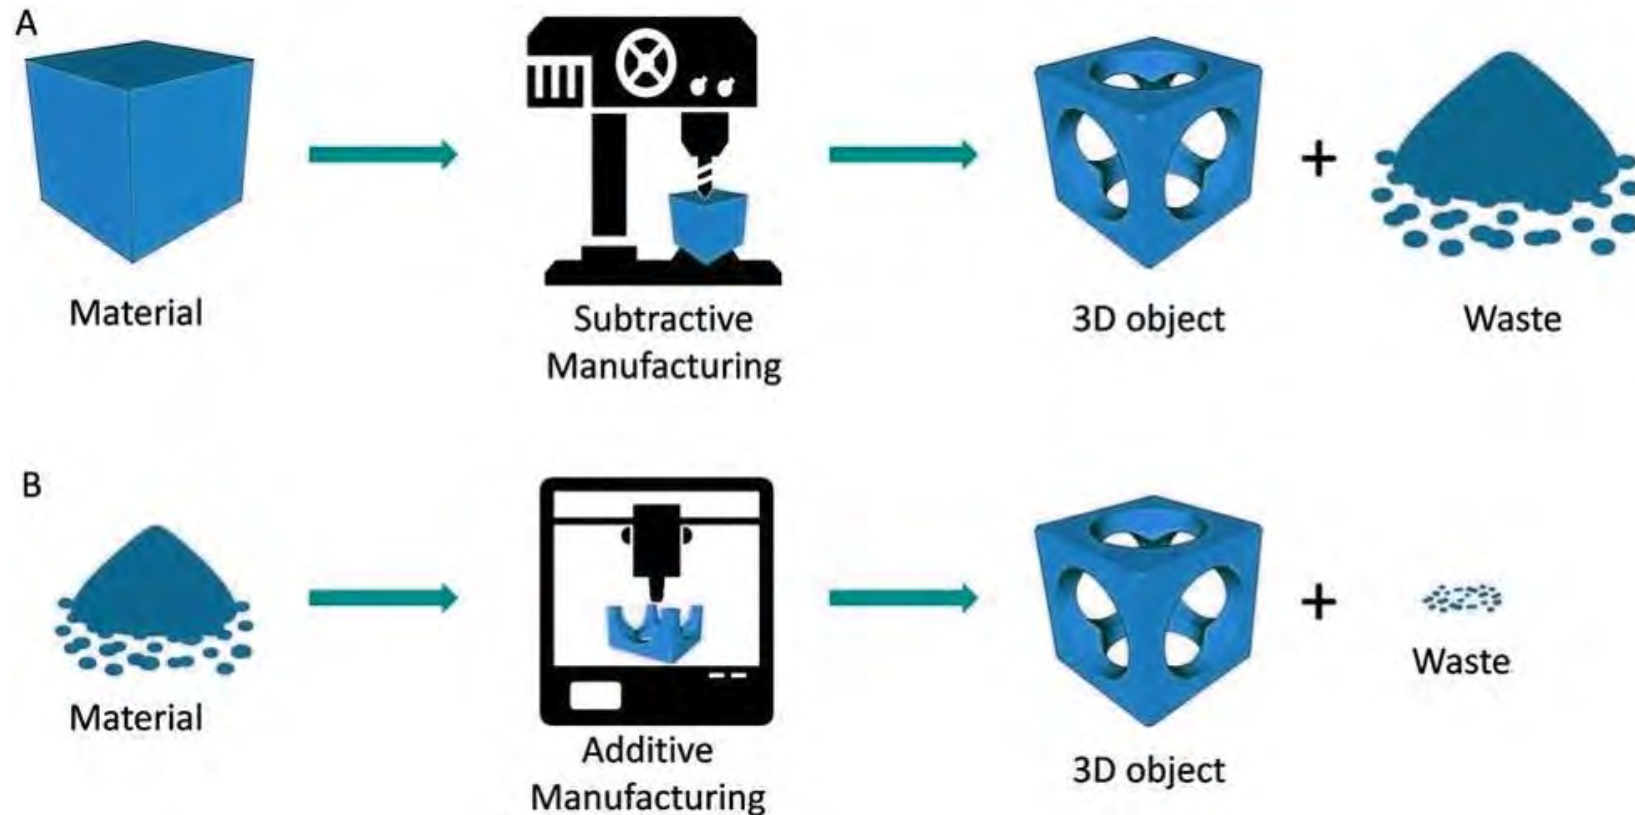 A
Material
Subtractive
Manufacturing
3D object
Waste
B
Material
Additive
Manufacturing
3D object
Waste